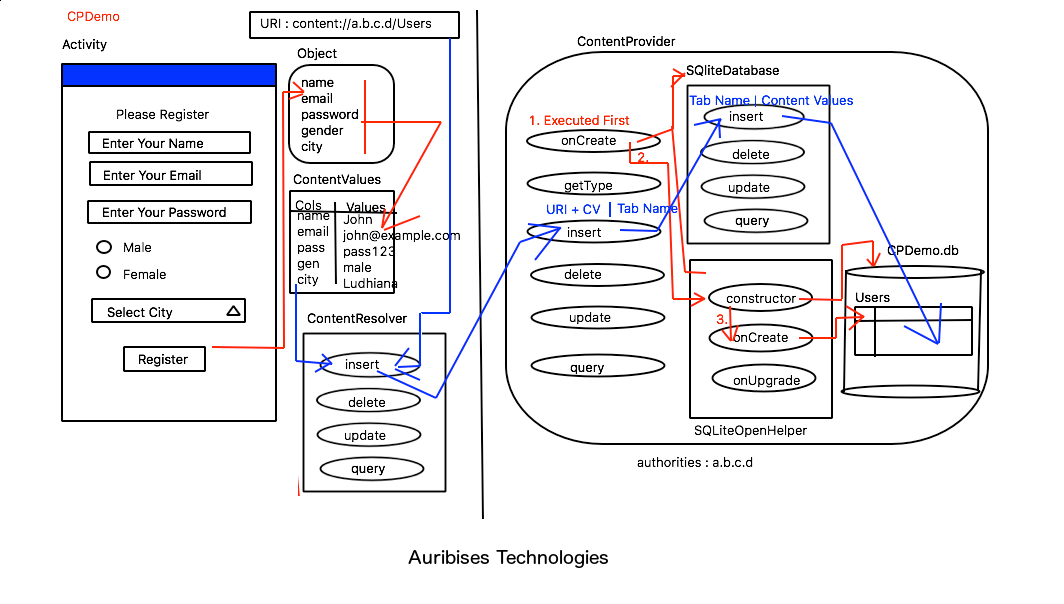 CPDemo
Activity
Please Register
Enter Your Name
Enter Your Email
Enter Your Password
Male
Female
Select City
Register
URI : content://a.b.c.d/Users
Object
name
email
password
gender
city
ContentValues
Cols Values
name John
email john@example.com
pass pass123
gen male
city Ludhiana
ContentResolver
insert
delete
update
query
ContentProvider
1. Executed First
onCreate
2.
getType
URI + CV | Tab Name
insert
delete
update
query
SQliteDatabase
Tab Name | Content Values
insert
delete
update
query
constructor
3.
onCreate
onUpgrade
SQLiteOpenHelper
CPDemo.db
Users
authorities : a.b.c.d
Auribises Technologies